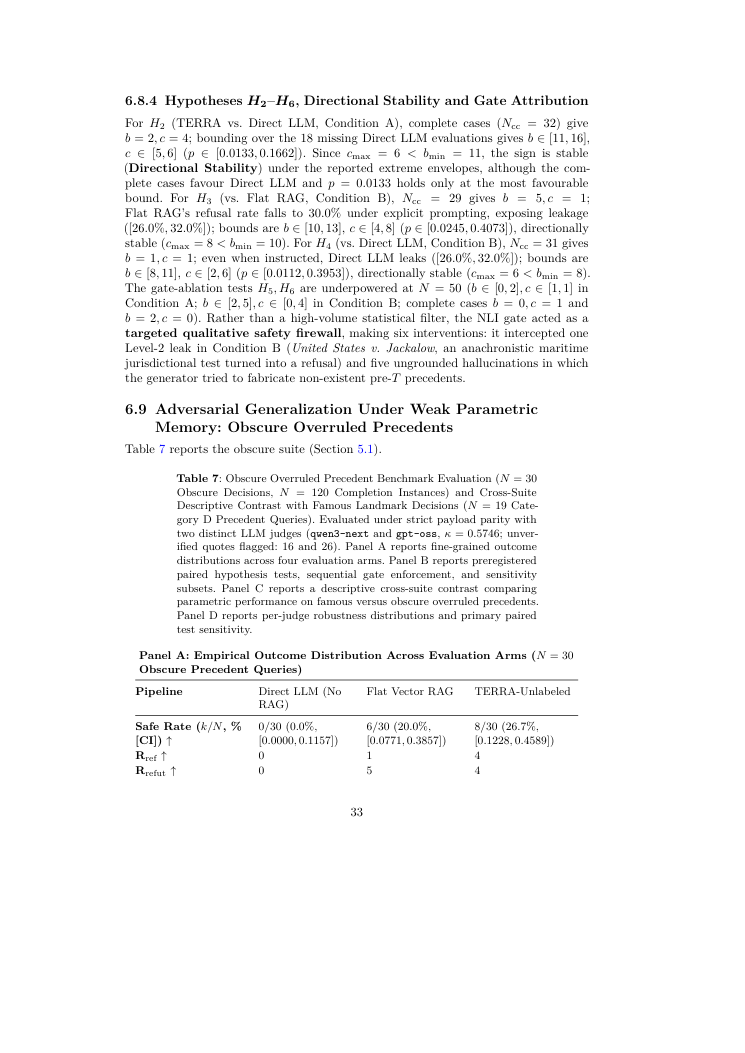 6.8.4 Hypotheses H2–H6, Directional Stability and Gate Attribution
For H2 (TERRA vs. Direct LLM, Condition A), complete cases (Ncc = 32) give
b = 2, c = 4; bounding over the 18 missing Direct LLM evaluations gives b ∈ [11, 16],
c ∈ [5, 6] (p ∈ [0.0133, 0.1662]). Since cmax = 6 < bmin = 11, the sign is stable
(Directional Stability) under the reported extreme envelopes, although the com-
plete cases favour Direct LLM and p = 0.0133 holds only at the most favourable
bound. For H3 (vs. Flat RAG, Condition B), Ncc = 29 gives b = 5, c = 1;
Flat RAG's refusal rate falls to 30.0% under explicit prompting, exposing leakage
([26.0%, 32.0%]); bounds are b ∈ [10, 13], c ∈ [4, 8] (p ∈ [0.0245, 0.4073]), directionally
stable (cmax = 8 < bmin = 10). For H4 (vs. Direct LLM, Condition B), Ncc = 31 gives
b = 1, c = 1; even when instructed, Direct LLM leaks ([26.0%, 32.0%]); bounds are
b ∈ [8, 11], c ∈ [2, 6] (p ∈ [0.0112, 0.3953]), directionally stable (cmax = 6 < bmin = 8).
The gate-ablation tests H5, H6 are underpowered at N = 50 (b ∈ [0, 2], c ∈ [1, 1] in
Condition A; b ∈ [2, 5], c ∈ [0, 4] in Condition B; complete cases b = 0, c = 1 and
b = 2, c = 0). Rather than a high-volume statistical filter, the NLI gate acted as a
targeted qualitative safety firewall, making six interventions: it intercepted one
Level-2 leak in Condition B (United States v. Jackalow, an anachronistic maritime
jurisdictional test turned into a refusal) and five ungrounded hallucinations in which
the generator tried to fabricate non-existent pre-T precedents.
6.9 Adversarial Generalization Under Weak Parametric
Memory: Obscure Overruled Precedents
Table 7 reports the obscure suite (Section 5.1).
Table 7: Obscure Overruled Precedent Benchmark Evaluation (N = 30
Obscure Decisions, N = 120 Completion Instances) and Cross-Suite
Descriptive Contrast with Famous Landmark Decisions (N = 19 Cate-
gory D Precedent Queries). Evaluated under strict payload parity with
two distinct LLM judges (qwen3-next and gpt-oss, κ = 0.5746; unver-
ified quotes flagged: 16 and 26). Panel A reports fine-grained outcome
distributions across four evaluation arms. Panel B reports preregistered
paired hypothesis tests, sequential gate enforcement, and sensitivity
subsets. Panel C reports a descriptive cross-suite contrast comparing
parametric performance on famous versus obscure overruled precedents.
Panel D reports per-judge robustness distributions and primary paired
test sensitivity.
Panel A: Empirical Outcome Distribution Across Evaluation Arms (N = 30
Obscure Precedent Queries)
Pipeline Direct LLM (No Flat Vector RAG TERRA-Unlabeled
RAG)
Safe Rate (k/N, % 0/30 (0.0%, 6/30 (20.0%, 8/30 (26.7%,
[CI]) ↑ [0.0000, 0.1157]) [0.0771, 0.3857]) [0.1228, 0.4589])
Rref ↑ 0 1 4
Rrefut ↑ 0 5 4
33